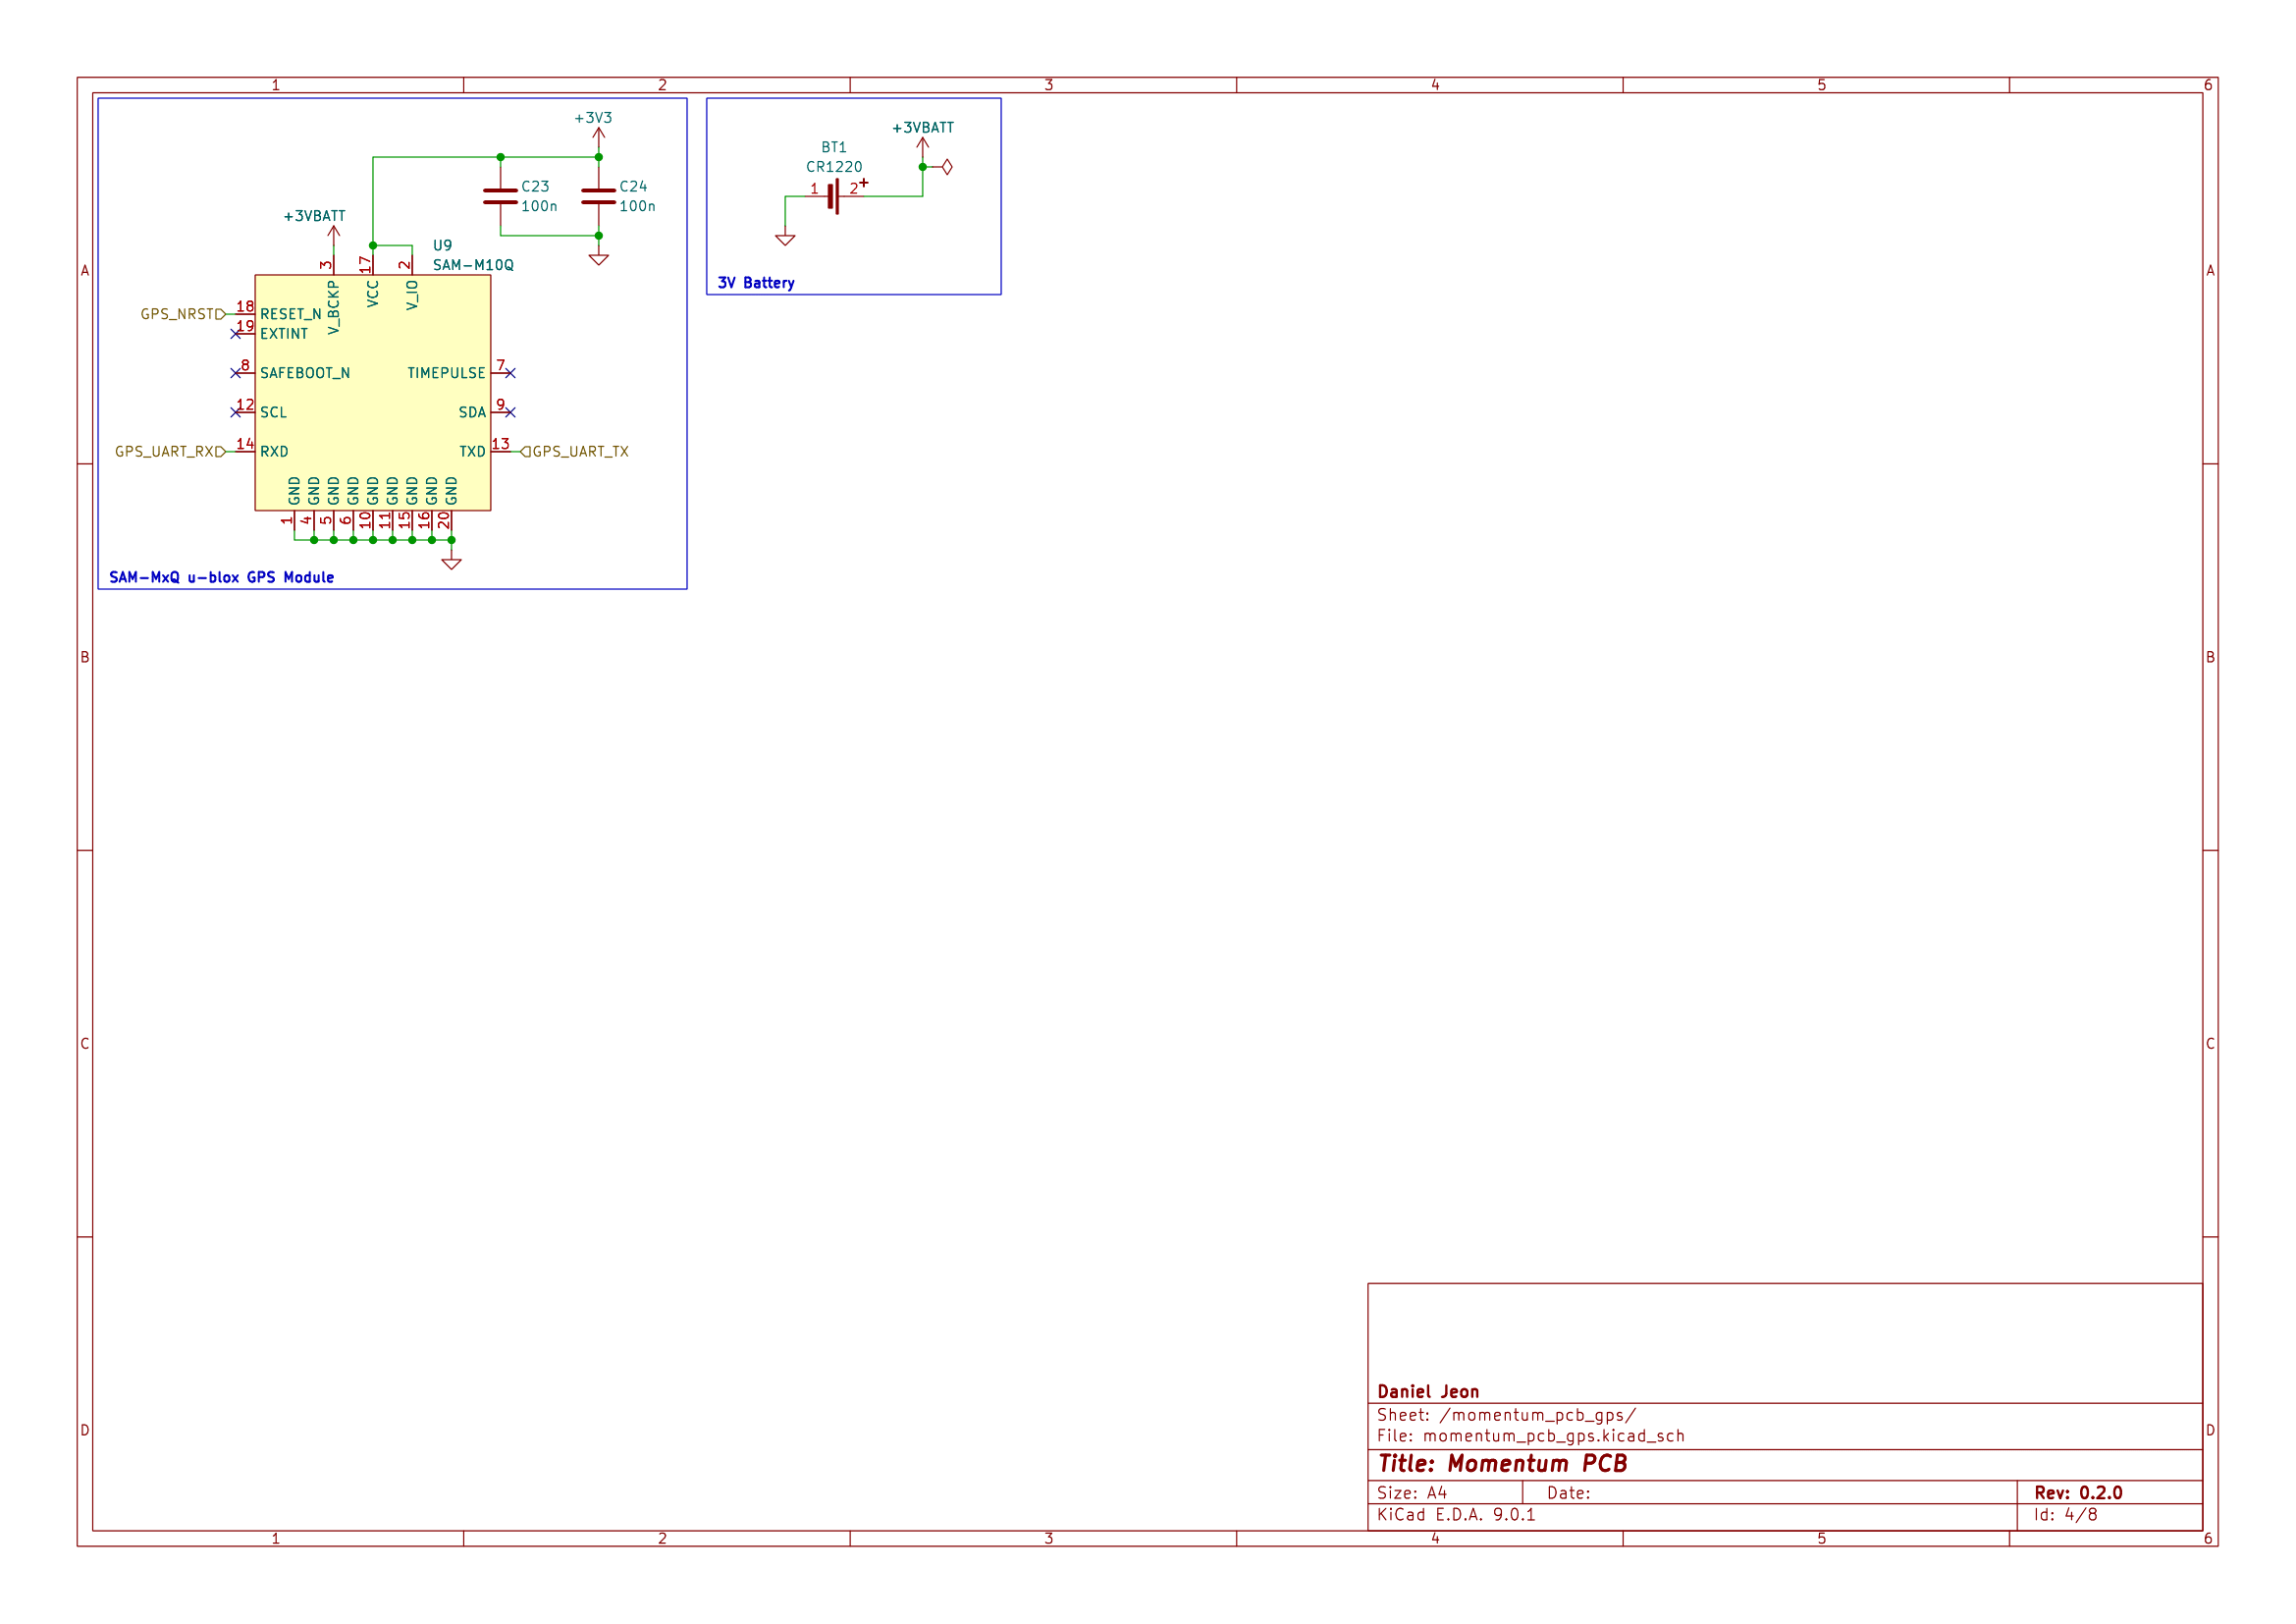 1 2 3 4 5 6
+3V3
C23
100n
C24
100n
+3VBATT
U9
SAM-M10Q
3
17
2
V_BCKP
VCC
V_IO
18
RESET_N
GPS_NRST
19
EXTINT
8
SAFEBOOT_N
7
TIMEPULSE
12
SCL
9
SDA
GPS_UART_RX
14
RXD
13
TXD
GPS_UART_TX
GND GND GND GND GND GND GND GND GND
1 4 5 6 10 11 15 16 20
SAM-MxQ u-blox GPS Module
+3VBATT
BT1
CR1220
1
2
+
3V Battery
A
A
B
B
C
C
D
D
Daniel Jeon
Sheet: /momentum_pcb_gps/
File: momentum_pcb_gps.kicad_sch
Title: Momentum PCB
Size: A4
Date:
Rev: 0.2.0
KiCad E.D.A. 9.0.1
Id: 4/8
1 2 3 4 5 6